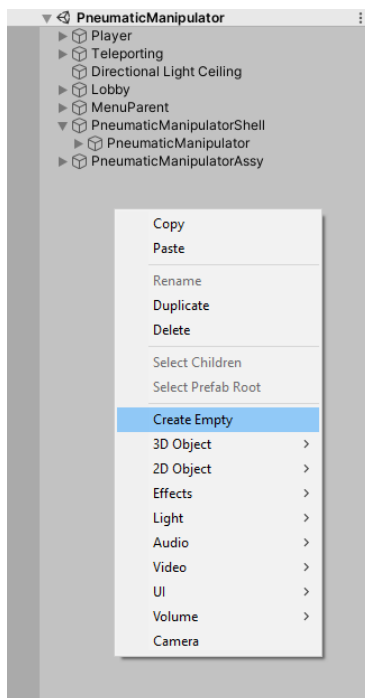 PneumaticManipulator
Player
Teleporting
Directional Light Ceiling
Lobby
MenuParent
PneumaticManipulatorShell
PneumaticManipulator
PneumaticManipulatorAssy
Copy
Paste
Rename
Duplicate
Delete
Select Children
Select Prefab Root
Create Empty
3D Object
2D Object
Effects
Light
Audio
Video
UI
Volume
Camera